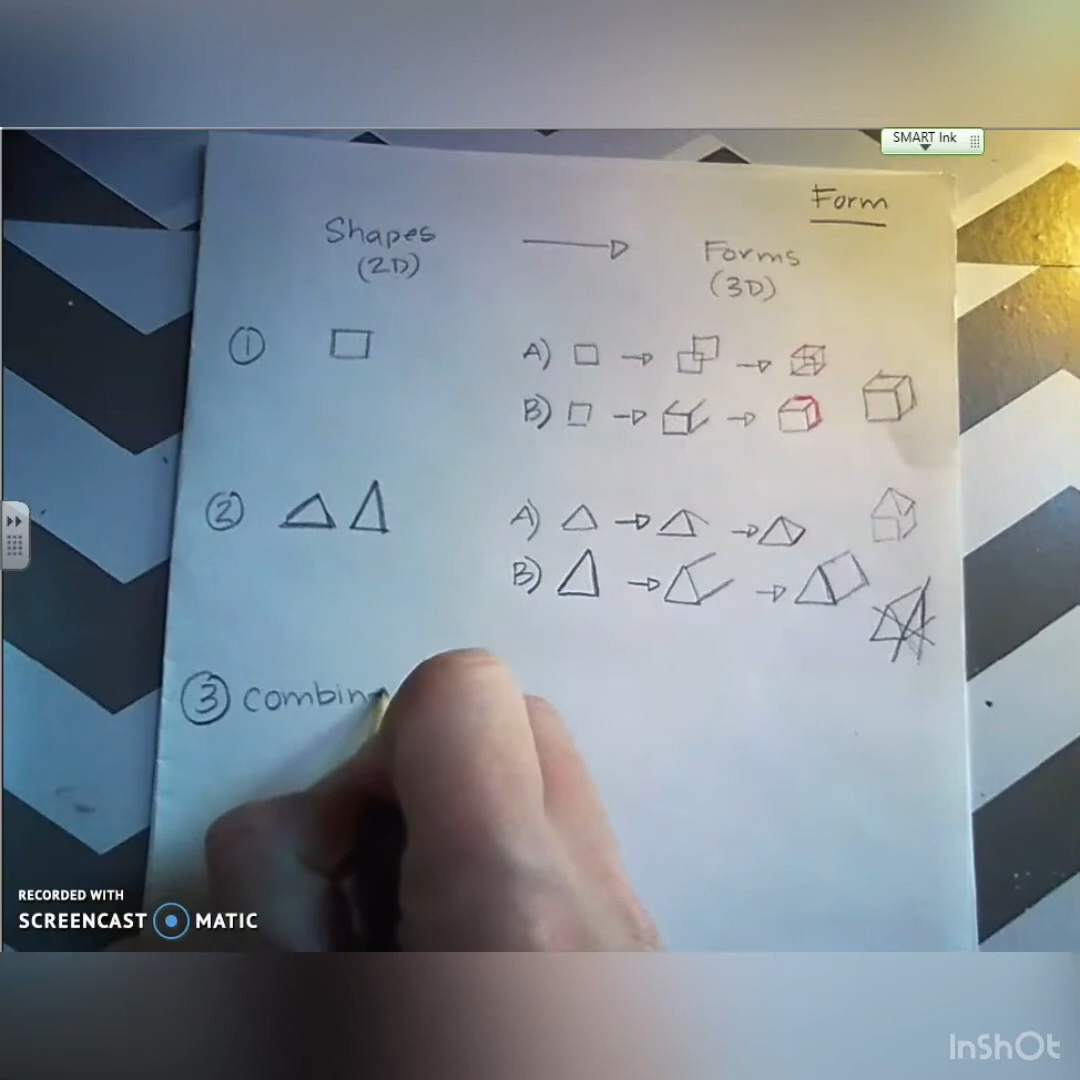 SMART Ink
Form
Shapes → Forms
(2D) (3D)
① A) → →
B) → →
② A) → →
B) → →
③ combin
RECORDED WITH
SCREENCAST MATIC
InShOt